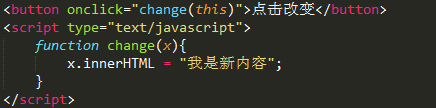 <button onclick="change(this)">点击改变</button>
<script type="text/javascript">
    function change(x){
        x.innerHTML = "我是新内容";
    }
</script>